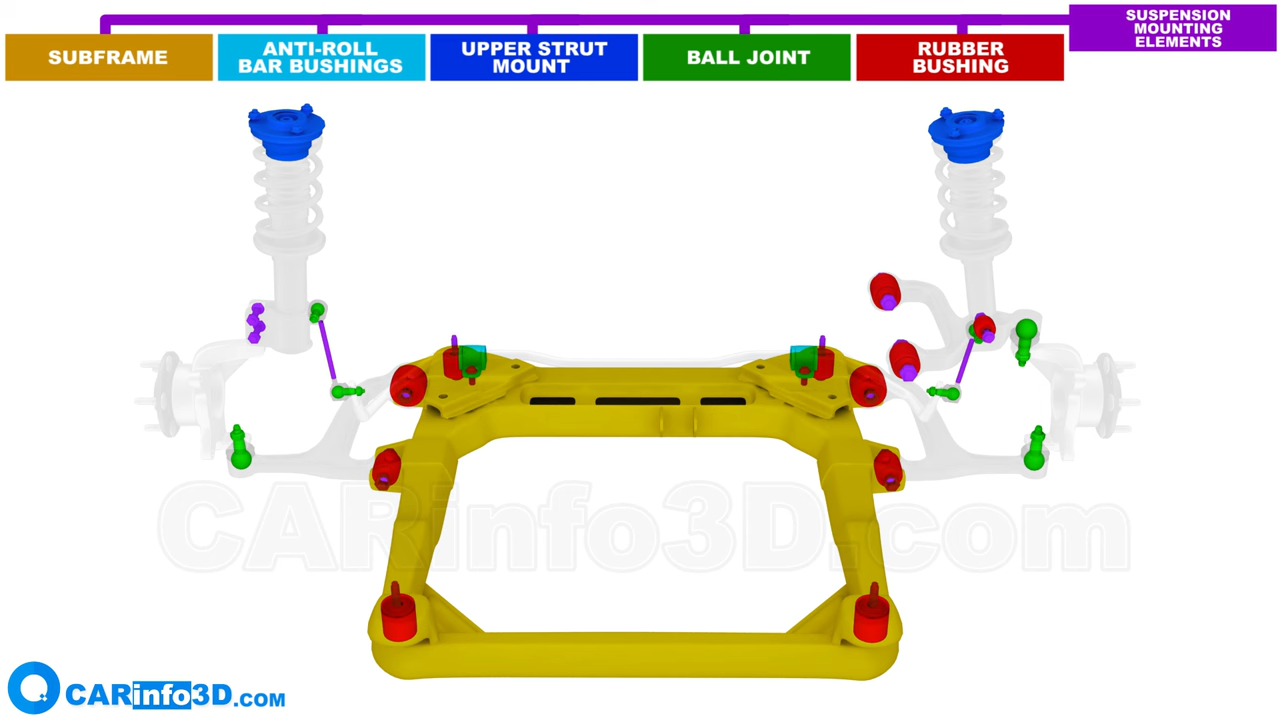 SUSPENSION
MOUNTING
ELEMENTS
SUBFRAME
ANTI-ROLL
BAR BUSHINGS
UPPER STRUT
MOUNT
BALL JOINT
RUBBER
BUSHING
CARinfo3D.com
CARinfo3D.COM